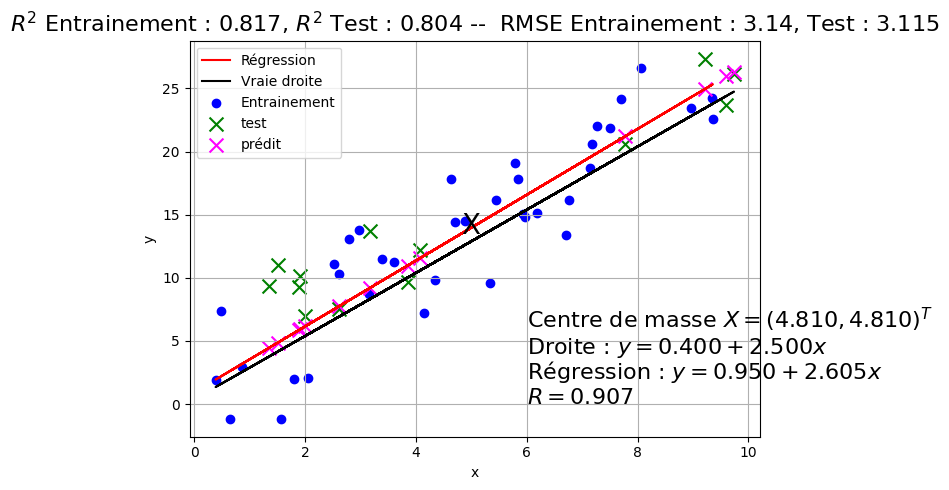 R² Entrainement : 0.817, R² Test : 0.804 -- RMSE Entrainement : 3.14, Test : 3.115
Régression
Vraie droite
Entrainement
test
prédit
25
20
15
10
5
0
y
X
Centre de masse X = (4.810, 4.810)ᵀ
Droite : y = 0.400 + 2.500x
Régression : y = 0.950 + 2.605x
R = 0.907
0 2 4 6 8 10
x